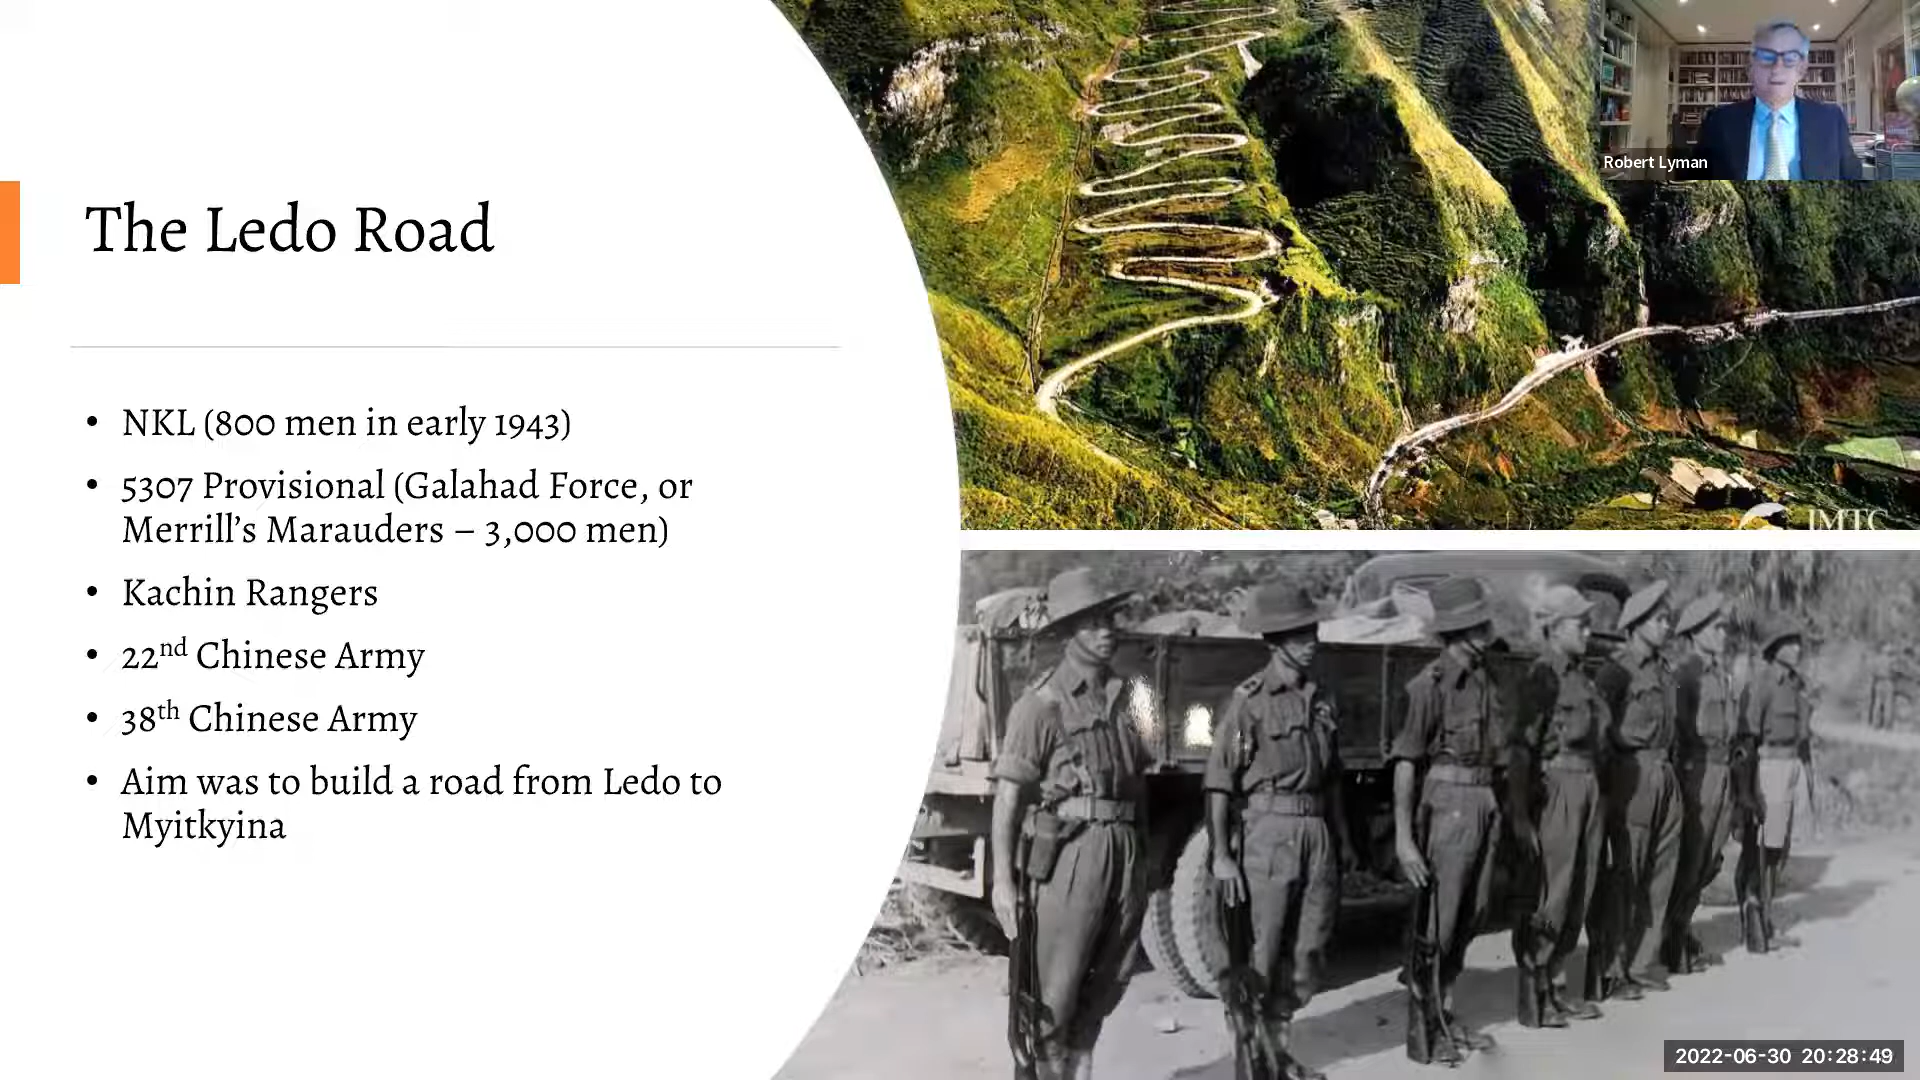 Robert Lyman
The Ledo Road
• NKL (800 men in early 1943)
• 5307 Provisional (Galahad Force, or
Merrill’s Marauders – 3,000 men)
• Kachin Rangers
• 22nd Chinese Army
• 38th Chinese Army
• Aim was to build a road from Ledo to
Myitkyina
2022-06-30 20:28:49